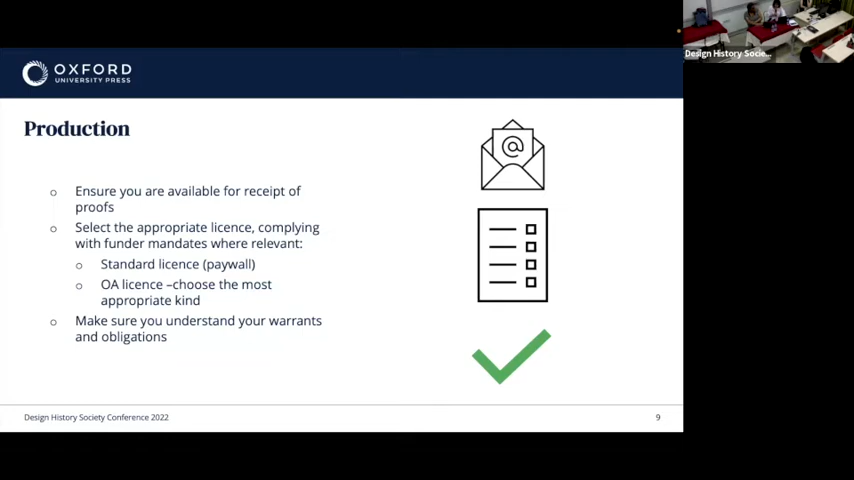 OXFORD
UNIVERSITY PRESS
Design History Socie...
Production
Ensure you are available for receipt of
proofs
Select the appropriate licence, complying
with funder mandates where relevant:
Standard licence (paywall)
OA licence –choose the most
appropriate kind
Make sure you understand your warrants
and obligations
@
Design History Society Conference 2022
9